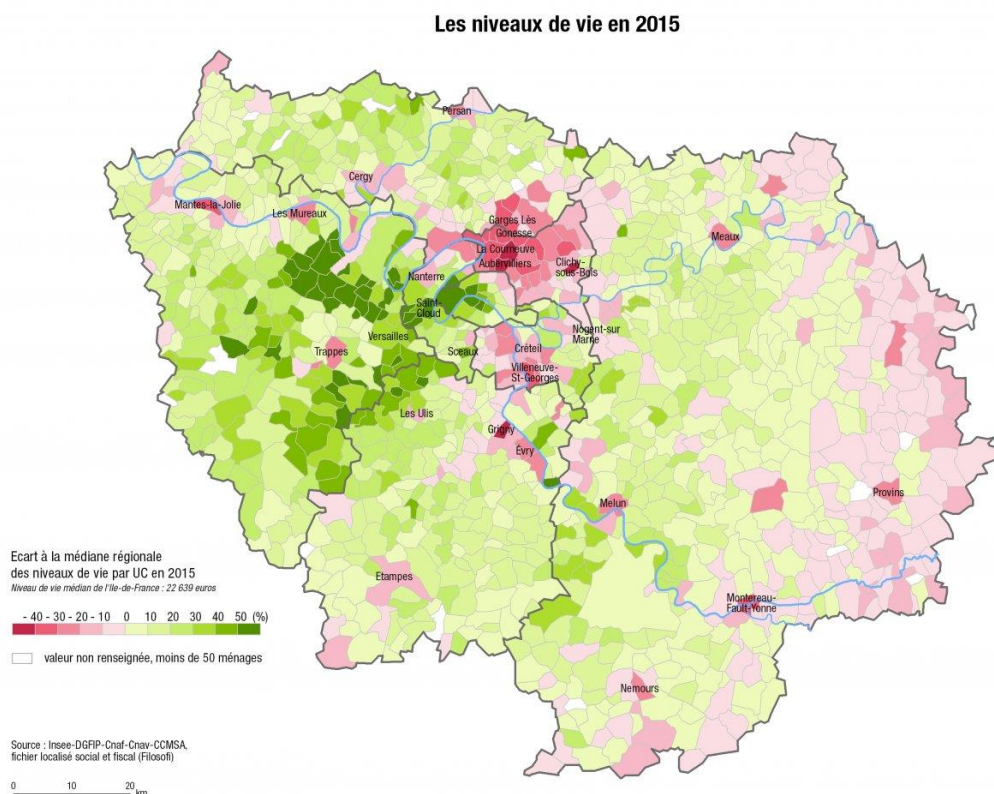 Les niveaux de vie en 2015
Persan
Cergy
Mantes-la-Jolie
Les Mureaux
Garges Lès
Gonesse
La Courneuve
Aubervilliers
Clichy-
sous-Bois
Meaux
Nanterre
Saint-
Cloud
Nogent-sur
Marne
Versailles
Sceaux
Créteil
Trappes
Villeneuve-
St-Georges
Les Ulis
Grigny
Évry
Melun
Provins
Etampes
Montereau-
Fault-Yonne
Nemours
Ecart à la médiane régionale
des niveaux de vie par UC en 2015
Niveau de vie médian de l'Ile-de-France : 22 639 euros
- 40 - 30 - 20 - 10 0 10 20 30 40 50 (%)
valeur non renseignée, moins de 50 ménages
Source : Insee-DGFIP-Cnaf-Cnav-CCMSA,
fichier localisé social et fiscal (Filosofi)
0 10 20
km